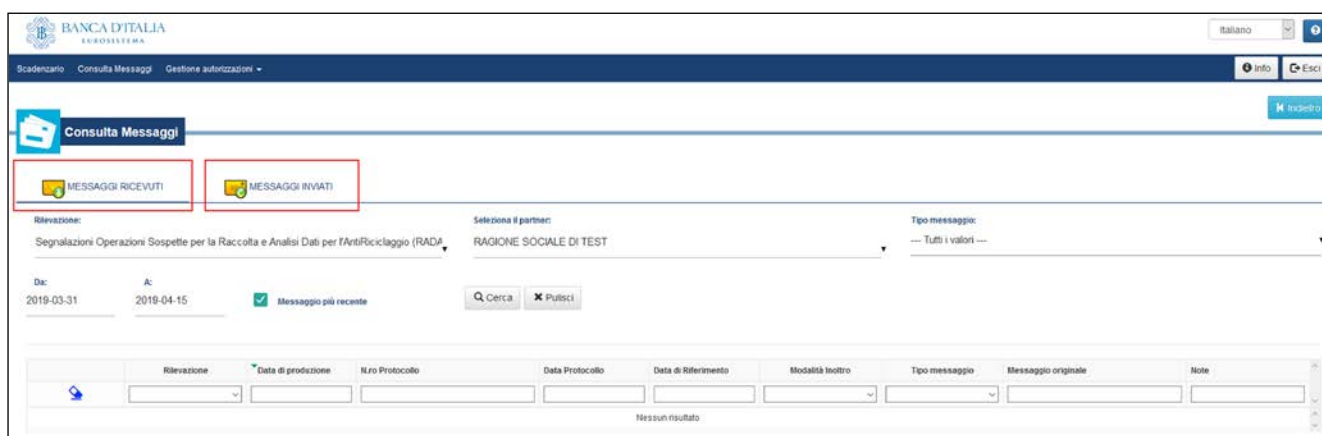 BANCA D'ITALIA
EUROSISTEMA
Italiano
Scadenzario Consulta Messaggi Gestione autorizzazioni
Info Esci
Indietro
Consulta Messaggi
MESSAGGI RICEVUTI MESSAGGI INVIATI
Rilevazione: Seleziona il partner: Tipo messaggio:
Segnalazioni Operazioni Sospette per la Raccolta e Analisi Dati per l'AntiRiciclaggio (RADA RAGIONE SOCIALE DI TEST --- Tutti i valori ---
Da: A:
2019-03-31 2019-04-15 Messaggio più recente Cerca Pulisci
Rilevazione Data di produzione N.ro Protocollo Data Protocollo Data di Riferimento Modalità Inoltro Tipo messaggio Messaggio originale Note
Nessun risultato